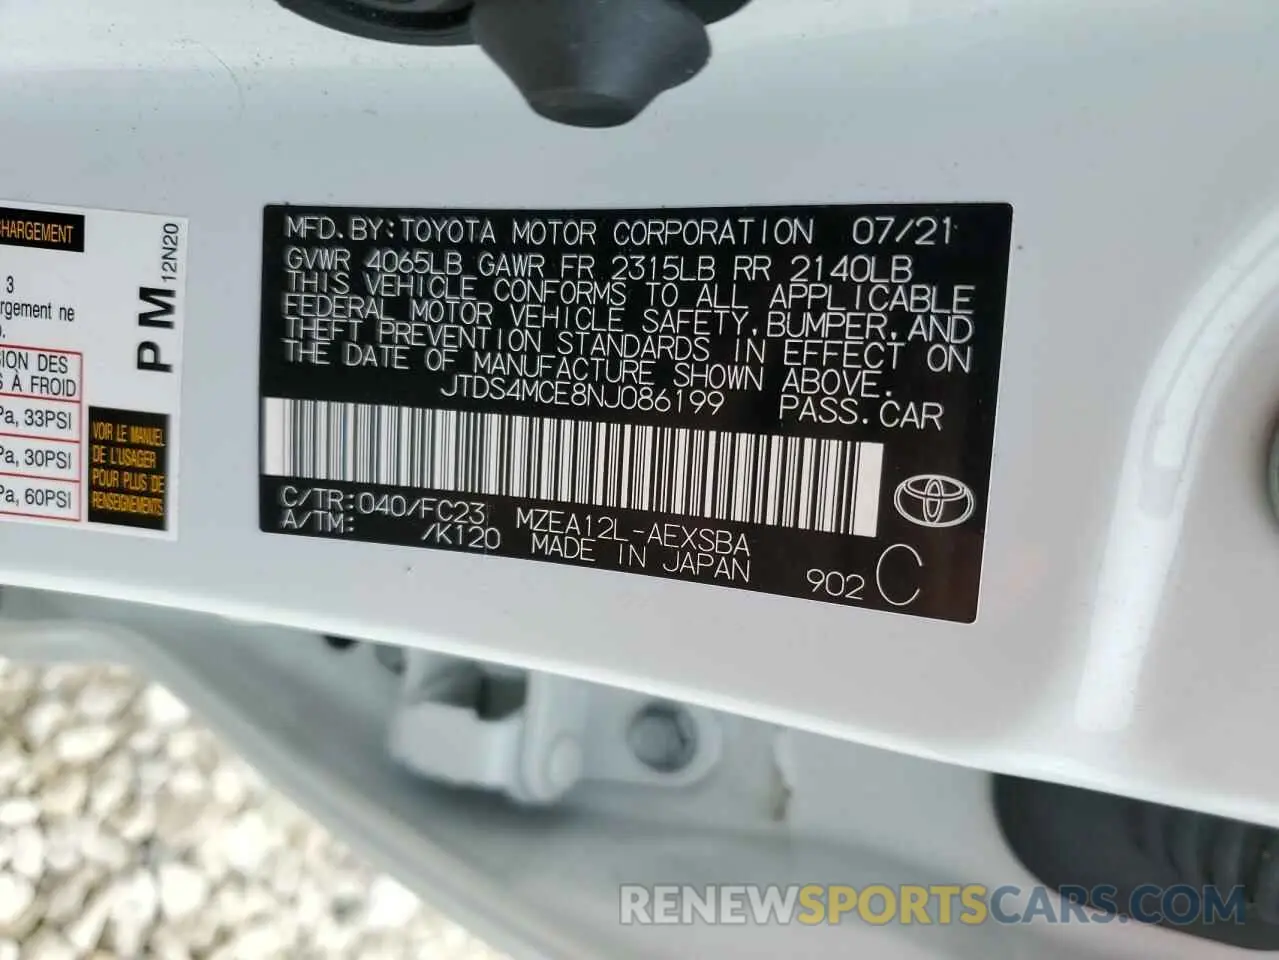 CHARGEMENT
3
rgement ne
SION DES
S À FROID
Pa, 33PSI
Pa, 30PSI
Pa, 60PSI
PM 12N20
VOIR LE MANUEL
DE L'USAGER
POUR PLUS DE
RENSEIGNEMENTS
MFD.BY:TOYOTA MOTOR CORPORATION 07/21
GVWR 4065LB GAWR FR 2315LB RR 2140LB
THIS VEHICLE CONFORMS TO ALL APPLICABLE
FEDERAL MOTOR VEHICLE SAFETY,BUMPER,AND
THEFT PREVENTION STANDARDS IN EFFECT ON
THE DATE OF MANUFACTURE SHOWN ABOVE.
JTDS4MCE8NJ086199 PASS.CAR
C/TR:040/FC23 MZEA12L-AEXSBA
A/TM: /K120 MADE IN JAPAN
902 C
RENEWSPORTSCARS.COM